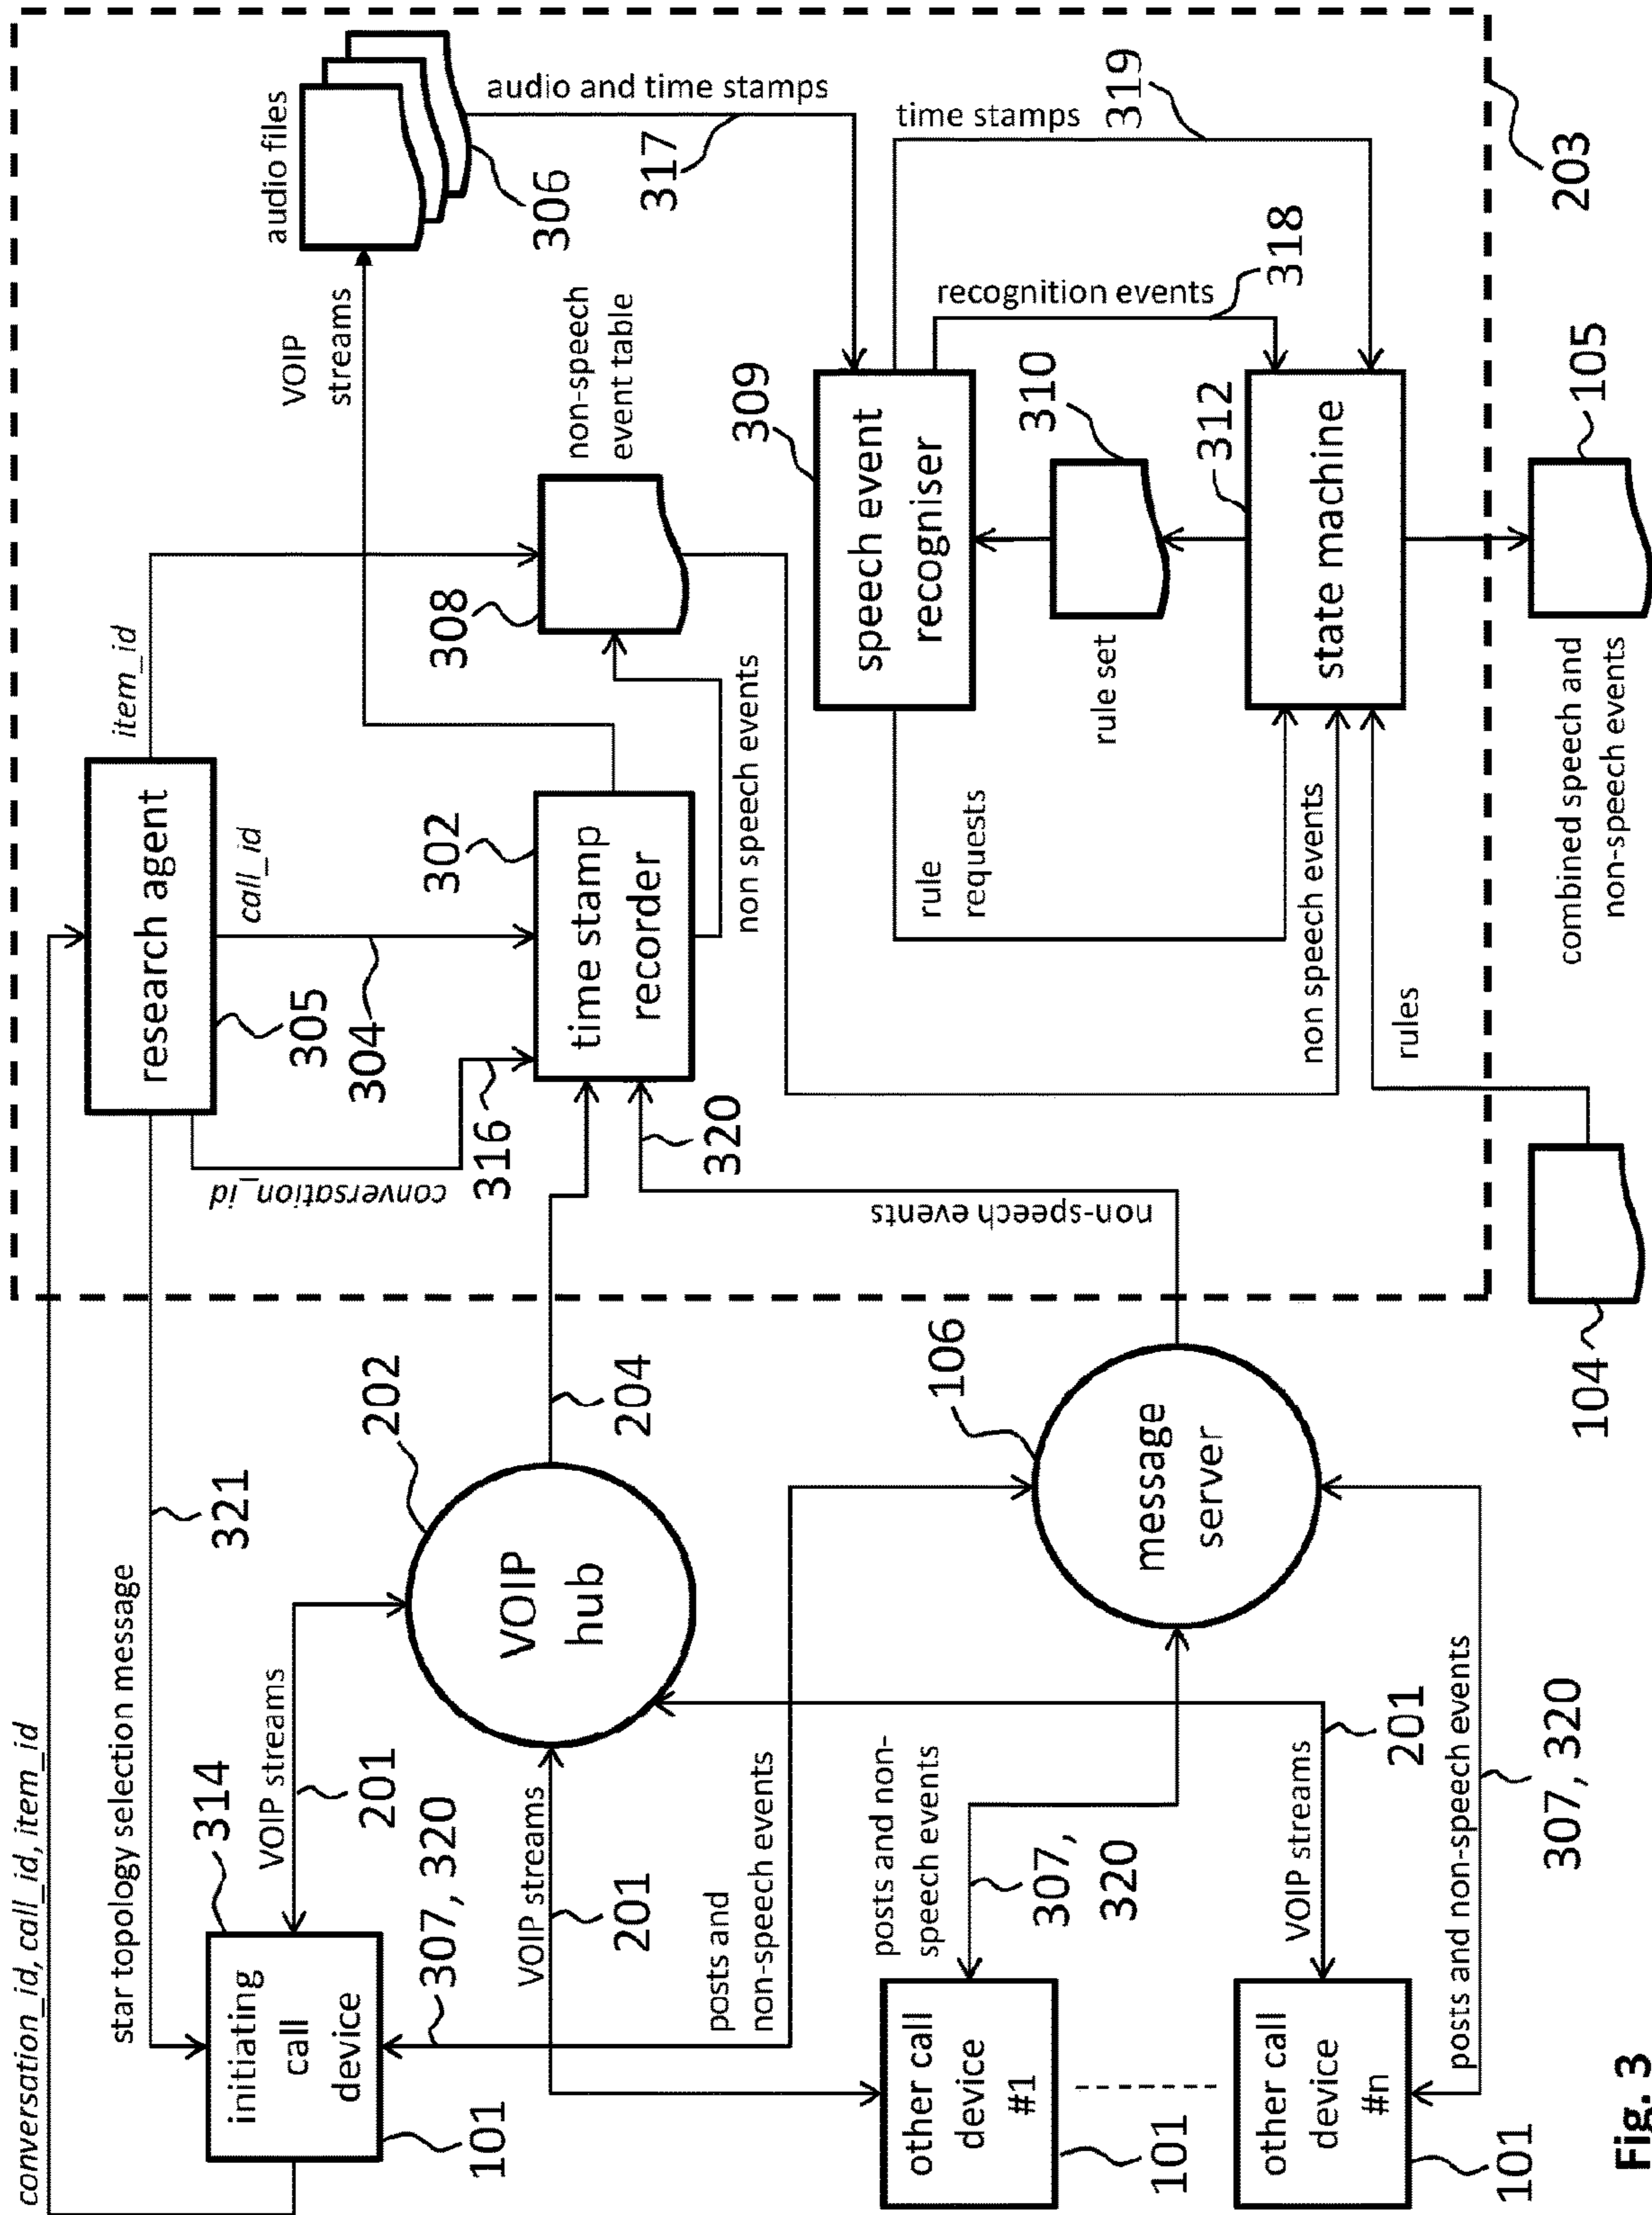 conversation_id, call_id, item_id
star topology selection message
321
314
initiating
call
device
101
VOIP streams
201
307, 320
202
VOIP
hub
204
VOIP streams
201
posts and
non-speech events
106
message
server
posts and non-
speech events
307,
320
other call
device
#1
101
VOIP streams
201
other call
device
#n
101
posts and non-speech events
307, 320
research agent
305
item_id
call_id
304
conversation_id
316
302
time stamp
recorder
320
non-speech events
non speech events
308
non-speech
event table
VOIP
streams
audio files
306
audio and time stamps
317
309
speech event
recogniser
time stamps
319
recognition events
318
310
rule set
rule
requests
312
state machine
non speech events
rules
203
104
105
combined speech and
non-speech events
Fig. 3